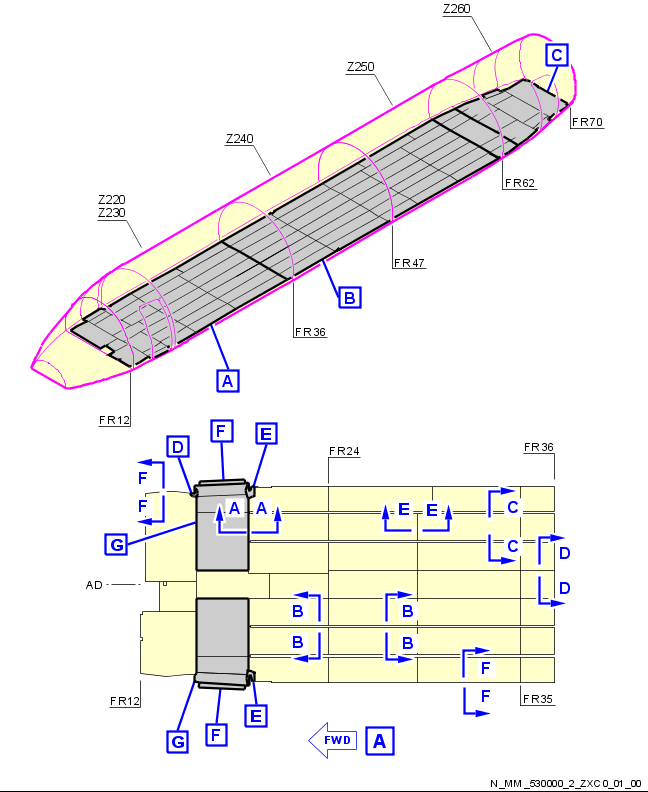 Z260
C
Z250
FR70
Z240
FR62
Z220
Z230
FR47
B
FR36
A
FR12
F
E
D
FR24
FR36
F
F
A A
E E
C
C
G
D
D
AD
B
B
B
B
F
F
FR12
FR35
E
F
G
FWD
A
N_MM_530000_2_ZXC0_01_00